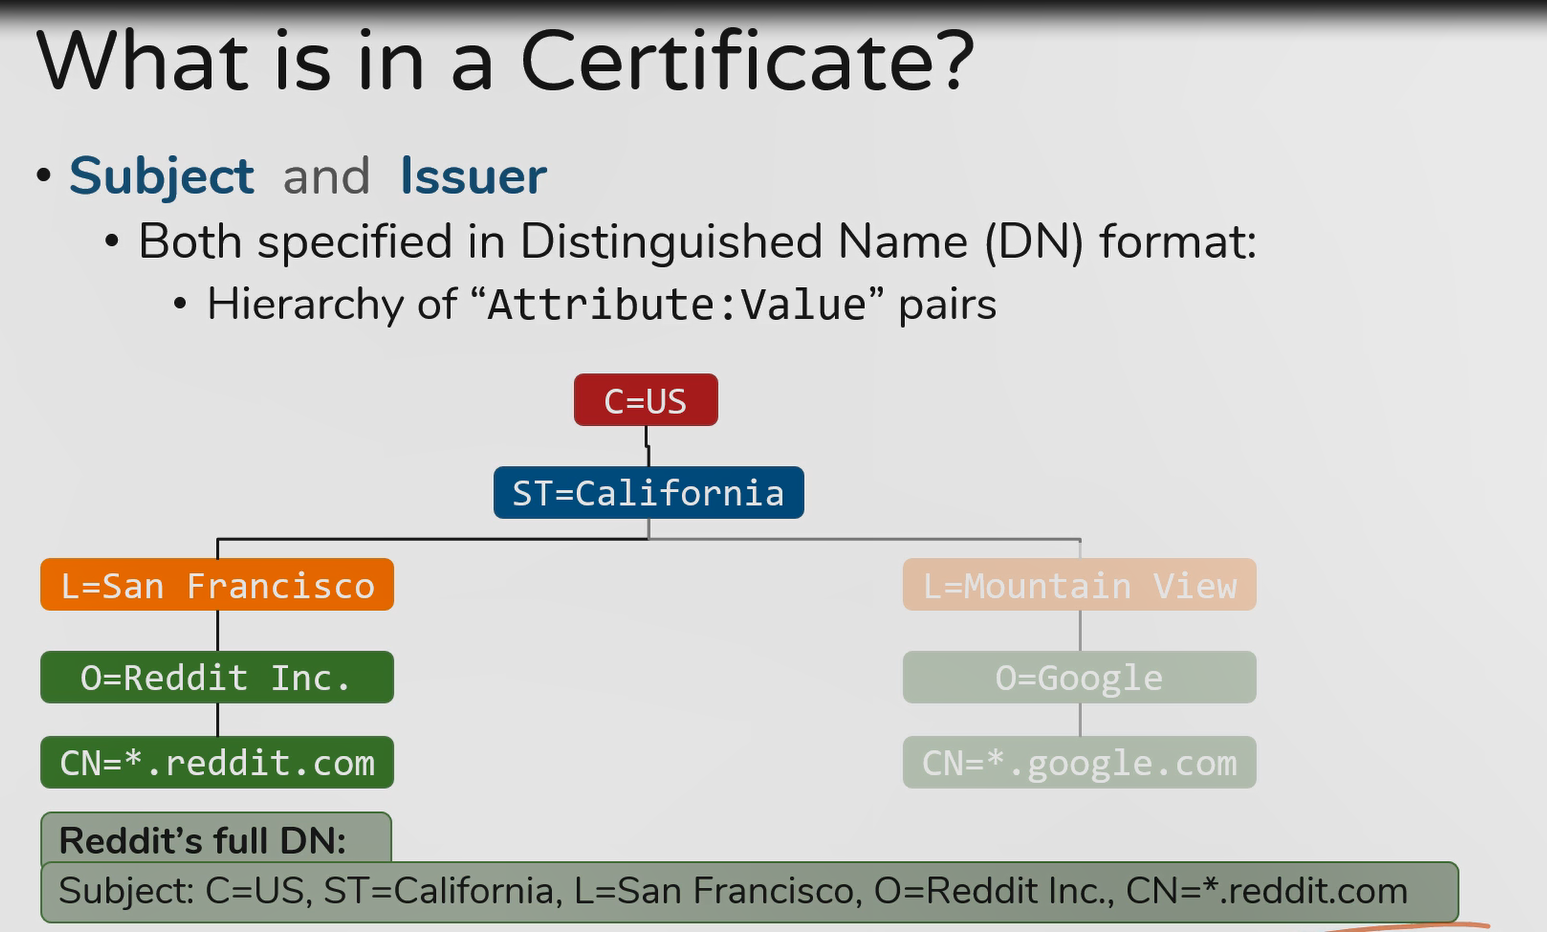 What is in a Certificate?
• Subject and Issuer
• Both specified in Distinguished Name (DN) format:
• Hierarchy of “Attribute:Value” pairs
C=US
ST=California
L=San Francisco
L=Mountain View
O=Reddit Inc.
O=Google
CN=*.reddit.com
CN=*.google.com
Reddit’s full DN:
Subject: C=US, ST=California, L=San Francisco, O=Reddit Inc., CN=*.reddit.com